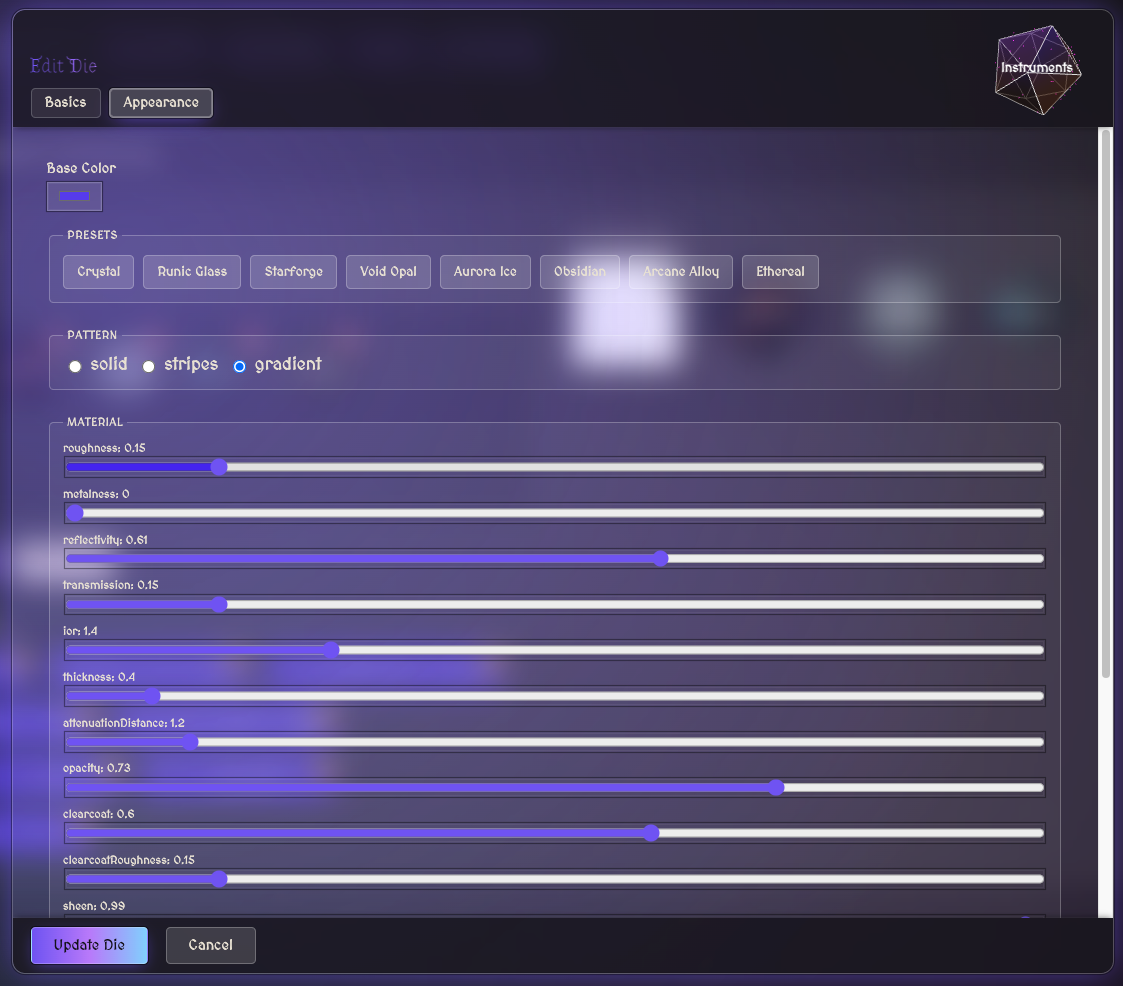 Edit Die
Instruments
Basics Appearance
Base Color
PRESETS
Crystal Runic Glass Starforge Void Opal Aurora Ice Obsidian Arcane Alloy Ethereal
PATTERN
solid stripes gradient
MATERIAL
roughness: 0.15
metalness: 0
reflectivity: 0.61
transmission: 0.15
ior: 1.4
thickness: 0.4
attenuationDistance: 1.2
opacity: 0.73
clearcoat: 0.6
clearcoatRoughness: 0.15
sheen: 0.99
Update Die Cancel